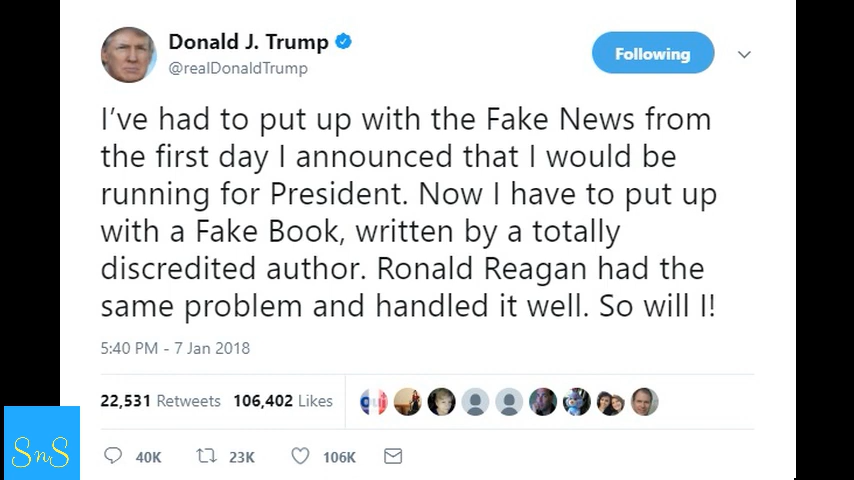 Donald J. Trump
@realDonaldTrump
Following
I’ve had to put up with the Fake News from
the first day I announced that I would be
running for President. Now I have to put up
with a Fake Book, written by a totally
discredited author. Ronald Reagan had the
same problem and handled it well. So will I!
5:40 PM - 7 Jan 2018
22,531 Retweets 106,402 Likes
40K 23K 106K
SnS